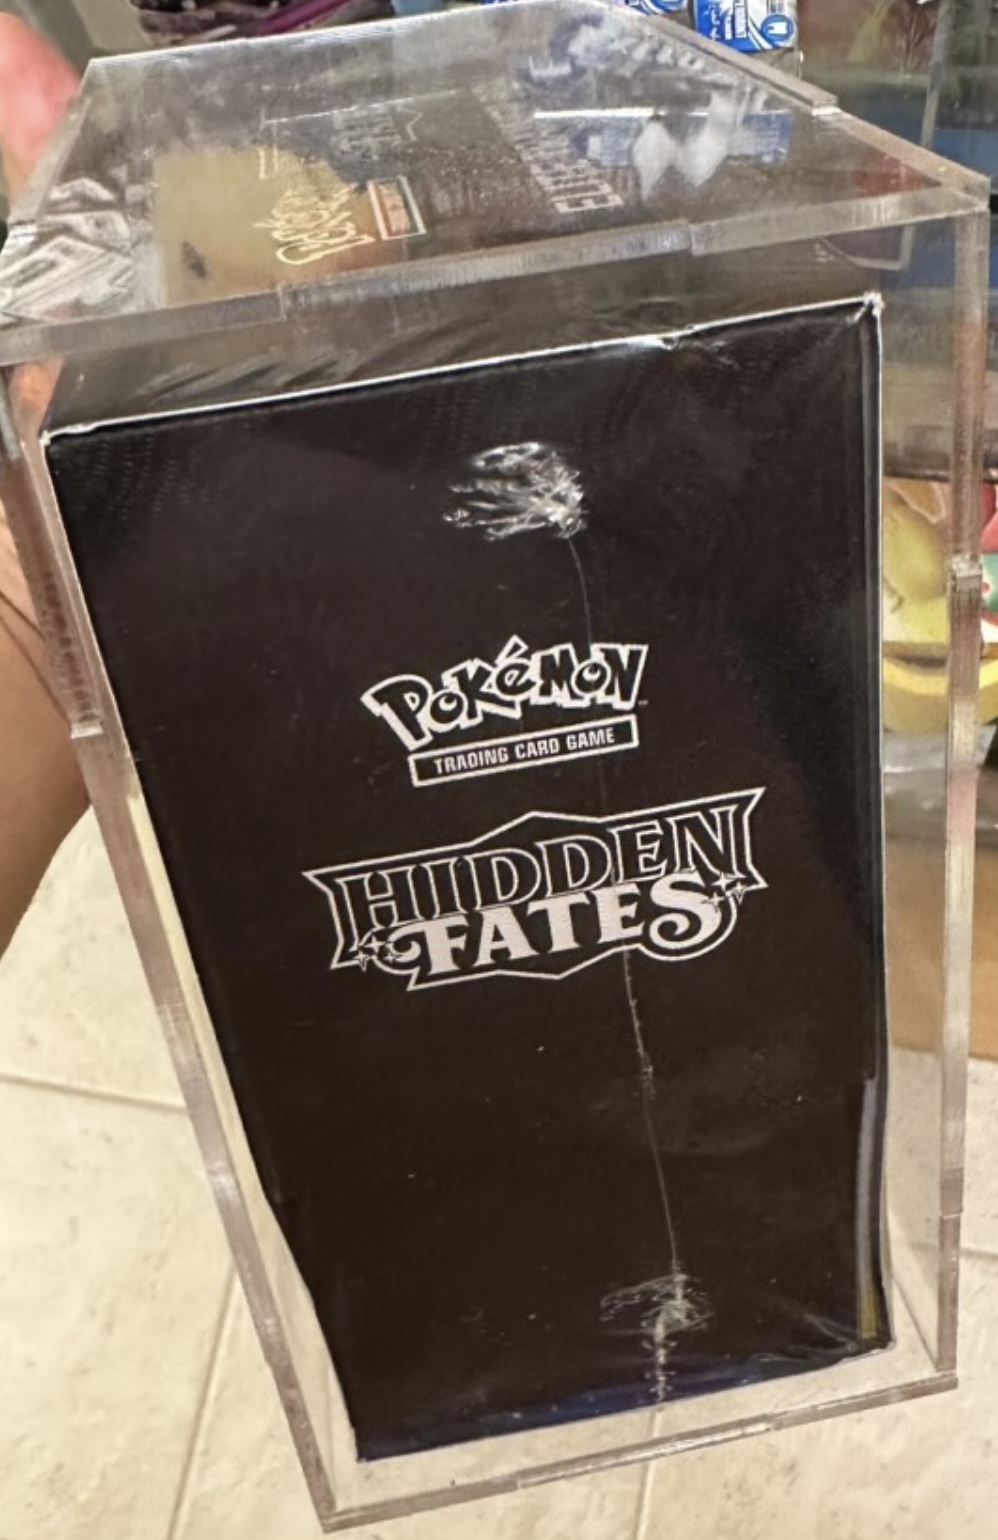 Pokémon
TRADING CARD GAME
HIDDEN
FATES